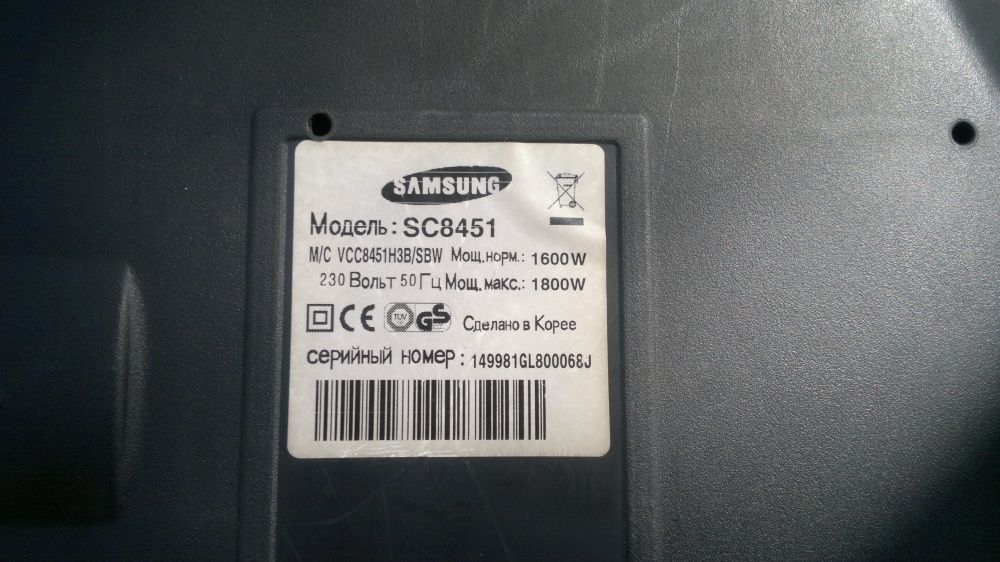 SAMSUNG
Модель: SC8451
M/C VCC8451H3B/SBW Мощ.норм.: 1600W
230 Вольт 50 Гц Мощ. макс.: 1800W
CE TÜV GS Сделано в Корее
серийный номер : 149981GL800068J